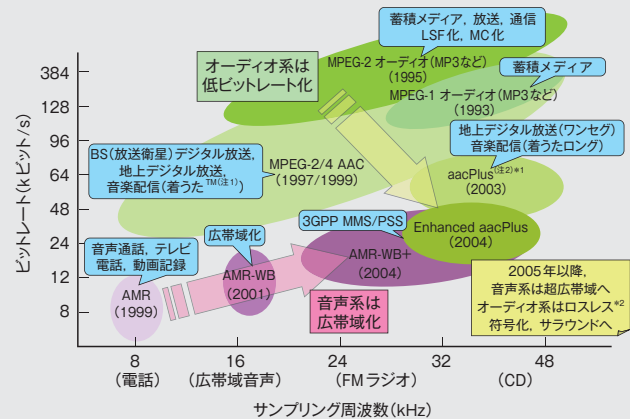 蓄積メディア，放送，通信
LSF化，MC化
オーディオ系は
低ビットレート化
MPEG-2 オーディオ（MP3など）
（1995）
蓄積メディア
MPEG-1 オーディオ（MP3など）
（1993）
地上デジタル放送（ワンセグ）
音楽配信（着うたロング）
BS（放送衛星）デジタル放送，
地上デジタル放送，
音楽配信（着うた™（注1））
MPEG-2/4 AAC
（1997/1999）
aacPlus（注2）*1
（2003）
3GPP MMS/PSS
Enhanced aacPlus
（2004）
音声通話，テレビ
電話，動画記録
広帯域化
AMR-WB
（2001）
AMR-WB+
（2004）
AMR
（1999）
音声系は
広帯域化
2005年以降，
音声系は超広帯域へ
オーディオ系はロスレス*2
符号化，サラウンドへ
ビットレート（kビット/s）
384
128
96
64
48
24
12
8
8 16 24 32 48
（電話） （広帯域音声） （FMラジオ） （CD）
サンプリング周波数（kHz）